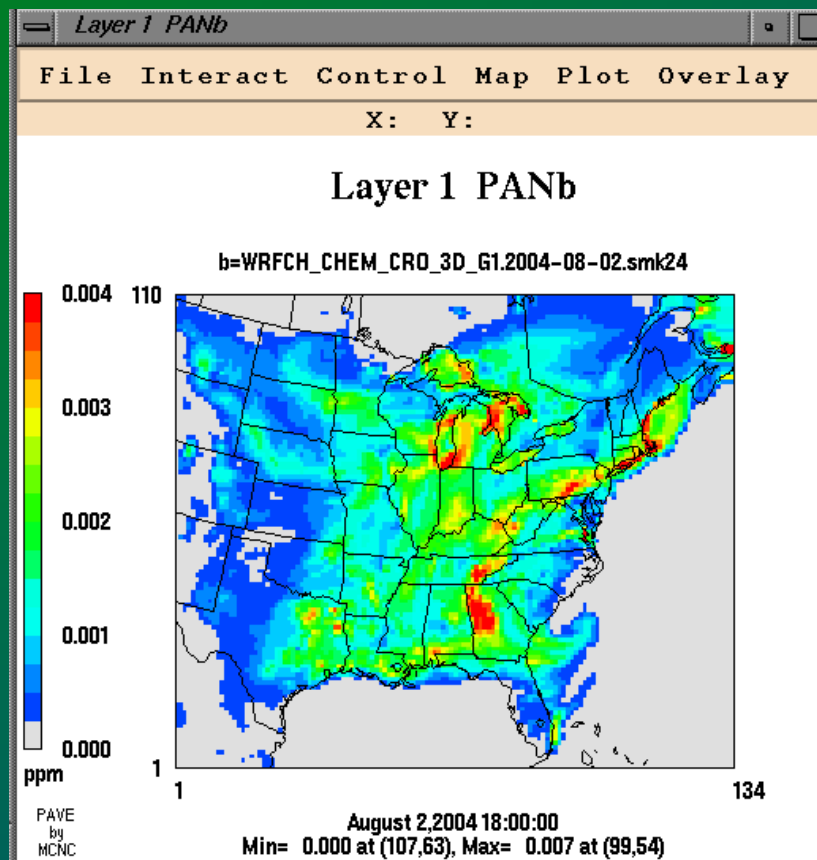 Layer 1 PANb
File Interact Control Map Plot Overlay
X: Y:
Layer 1 PANb
b=WRFCH_CHEM_CRO_3D_G1.2004-08-02.smk24
0.004
0.003
0.002
0.001
0.000
ppm
110
1
1
134
PAVE
by
MCNC
August 2,2004 18:00:00
Min= 0.000 at (107,63), Max= 0.007 at (99,54)